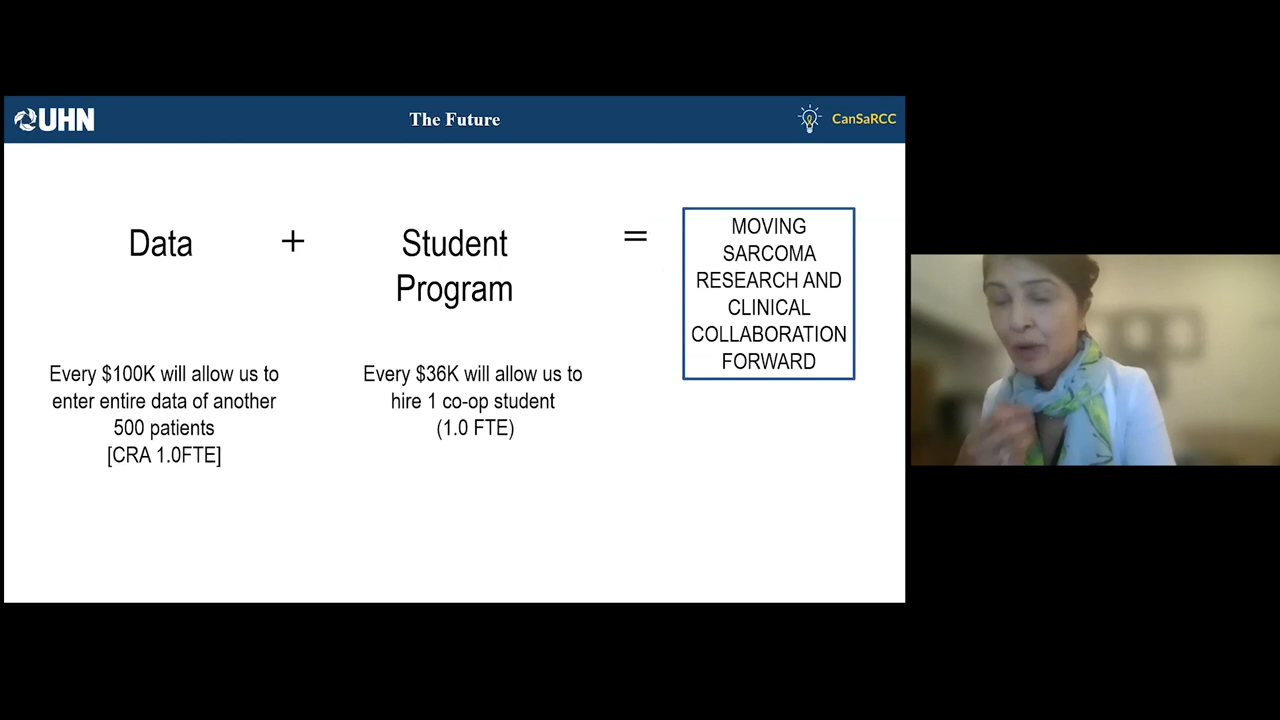 UHN
The Future
CanSaRCC
Data
+
Student
Program
=
MOVING
SARCOMA
RESEARCH AND
CLINICAL
COLLABORATION
FORWARD
Every $100K will allow us to
enter entire data of another
500 patients
[CRA 1.0FTE]
Every $36K will allow us to
hire 1 co-op student
(1.0 FTE)